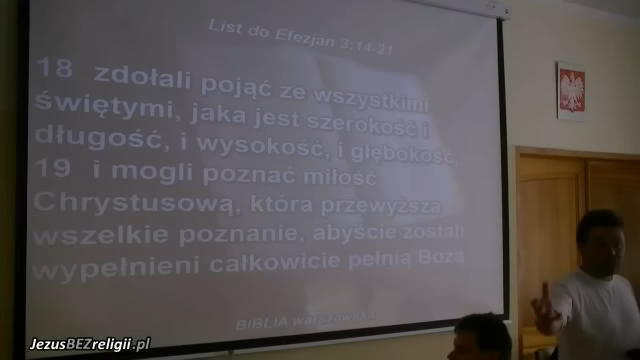 List do Efezjan 3:14-21
18 zdołali pojąć ze wszystkimi
świętymi, jaka jest szerokość i
długość, i wysokość, i głębokość,
19 i mogli poznać miłość
Chrystusową, która przewyższa
wszelkie poznanie, abyście zostali
wypełnieni całkowicie pełnią Bożą
BIBLIA warszawska
JezusBEZreligii.pl